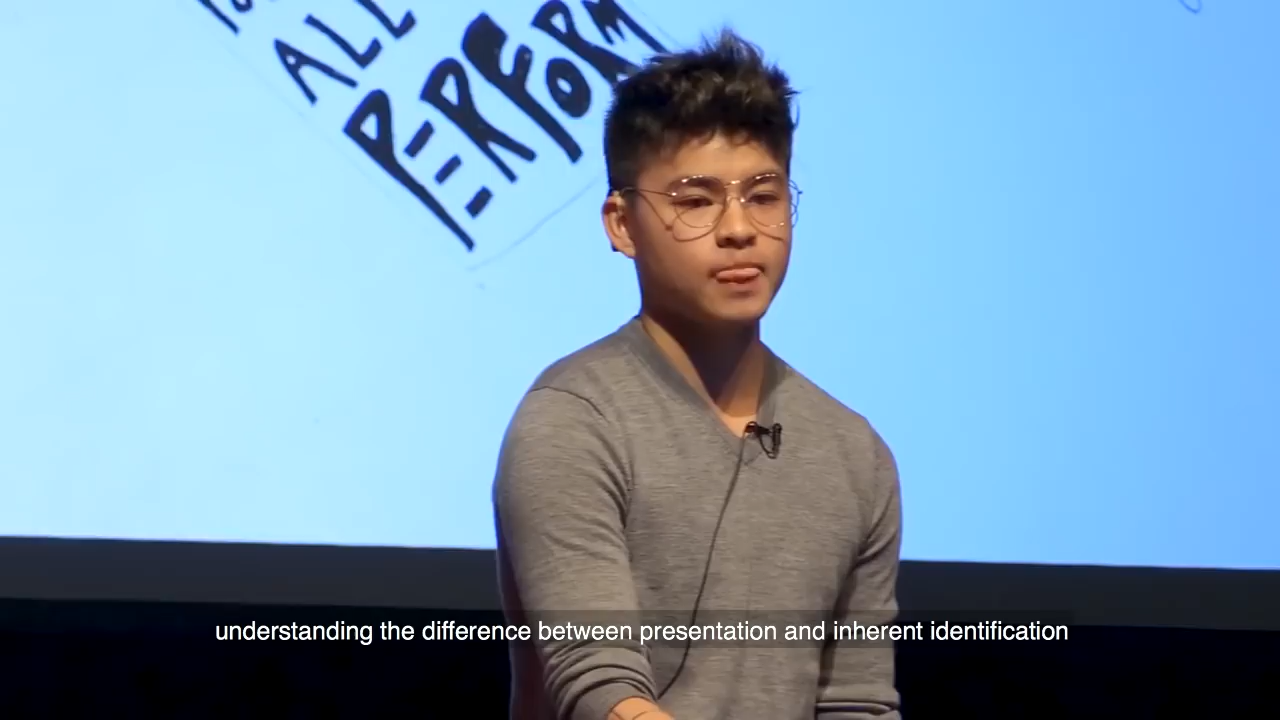 ALL
PERFORM
understanding the difference between presentation and inherent identification